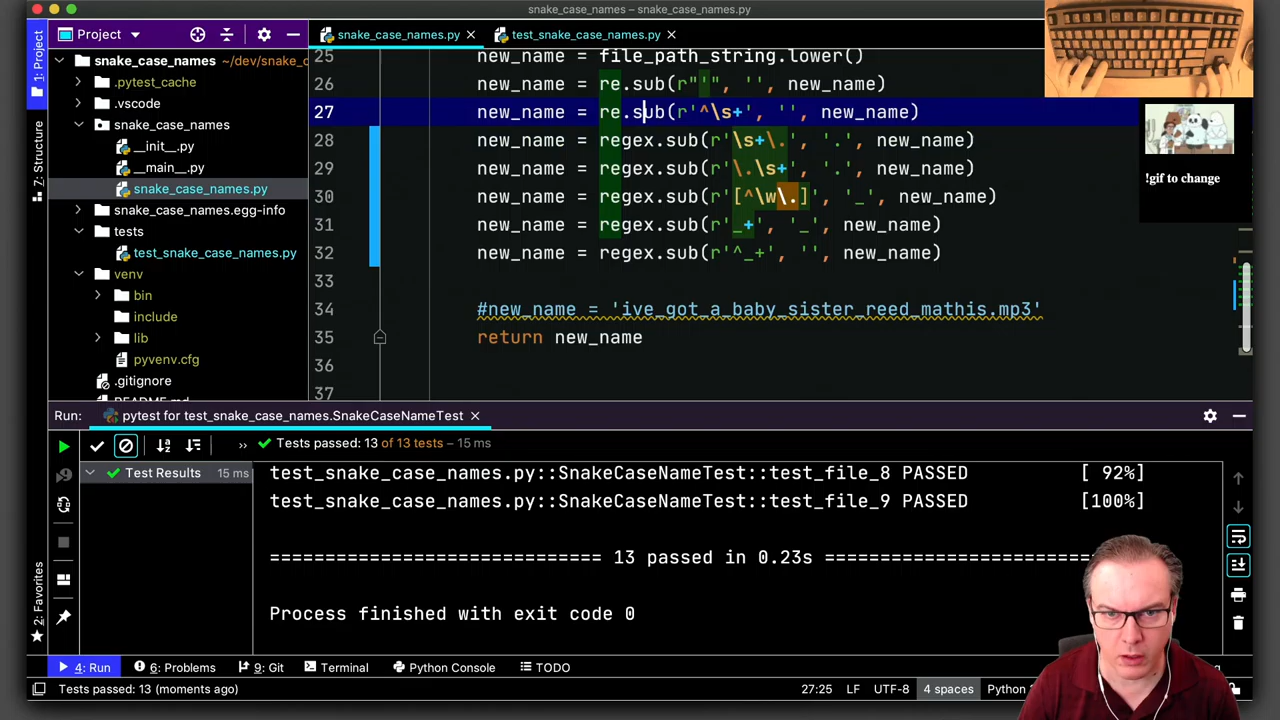 snake_case_names – snake_case_names.py
Project
snake_case_names.py
test_snake_case_names.py
1: Project
7: Structure
2: Favorites
snake_case_names ~/dev/snake_c
.pytest_cache
.vscode
snake_case_names
__init__.py
__main__.py
snake_case_names.py
snake_case_names.egg-info
tests
test_snake_case_names.py
venv
bin
include
lib
pyvenv.cfg
.gitignore
README.md
25 new_name = file_path_string.lower()
26 new_name = re.sub(r"'", '', new_name)
27 new_name = re.sub(r'^\s+', '', new_name)
28 new_name = regex.sub(r'\s+\.', '.', new_name)
29 new_name = regex.sub(r'\.\s+', '.', new_name)
30 new_name = regex.sub(r'[^\w\.]', '_', new_name)
31 new_name = regex.sub(r'_+', '_', new_name)
32 new_name = regex.sub(r'^_+', '', new_name)
33
34 #new_name = 'ive_got_a_baby_sister_reed_mathis.mp3'
35 return new_name
36
37
!gif to change
Run: pytest for test_snake_case_names.SnakeCaseNameTest
Tests passed: 13 of 13 tests – 15 ms
Test Results 15 ms
test_snake_case_names.py::SnakeCaseNameTest::test_file_8 PASSED [ 92%]
test_snake_case_names.py::SnakeCaseNameTest::test_file_9 PASSED [100%]
============================ 13 passed in 0.23s ============================
Process finished with exit code 0
4: Run
6: Problems
9: Git
Terminal
Python Console
TODO
Tests passed: 13 (moments ago)
27:25 LF UTF-8 4 spaces Python